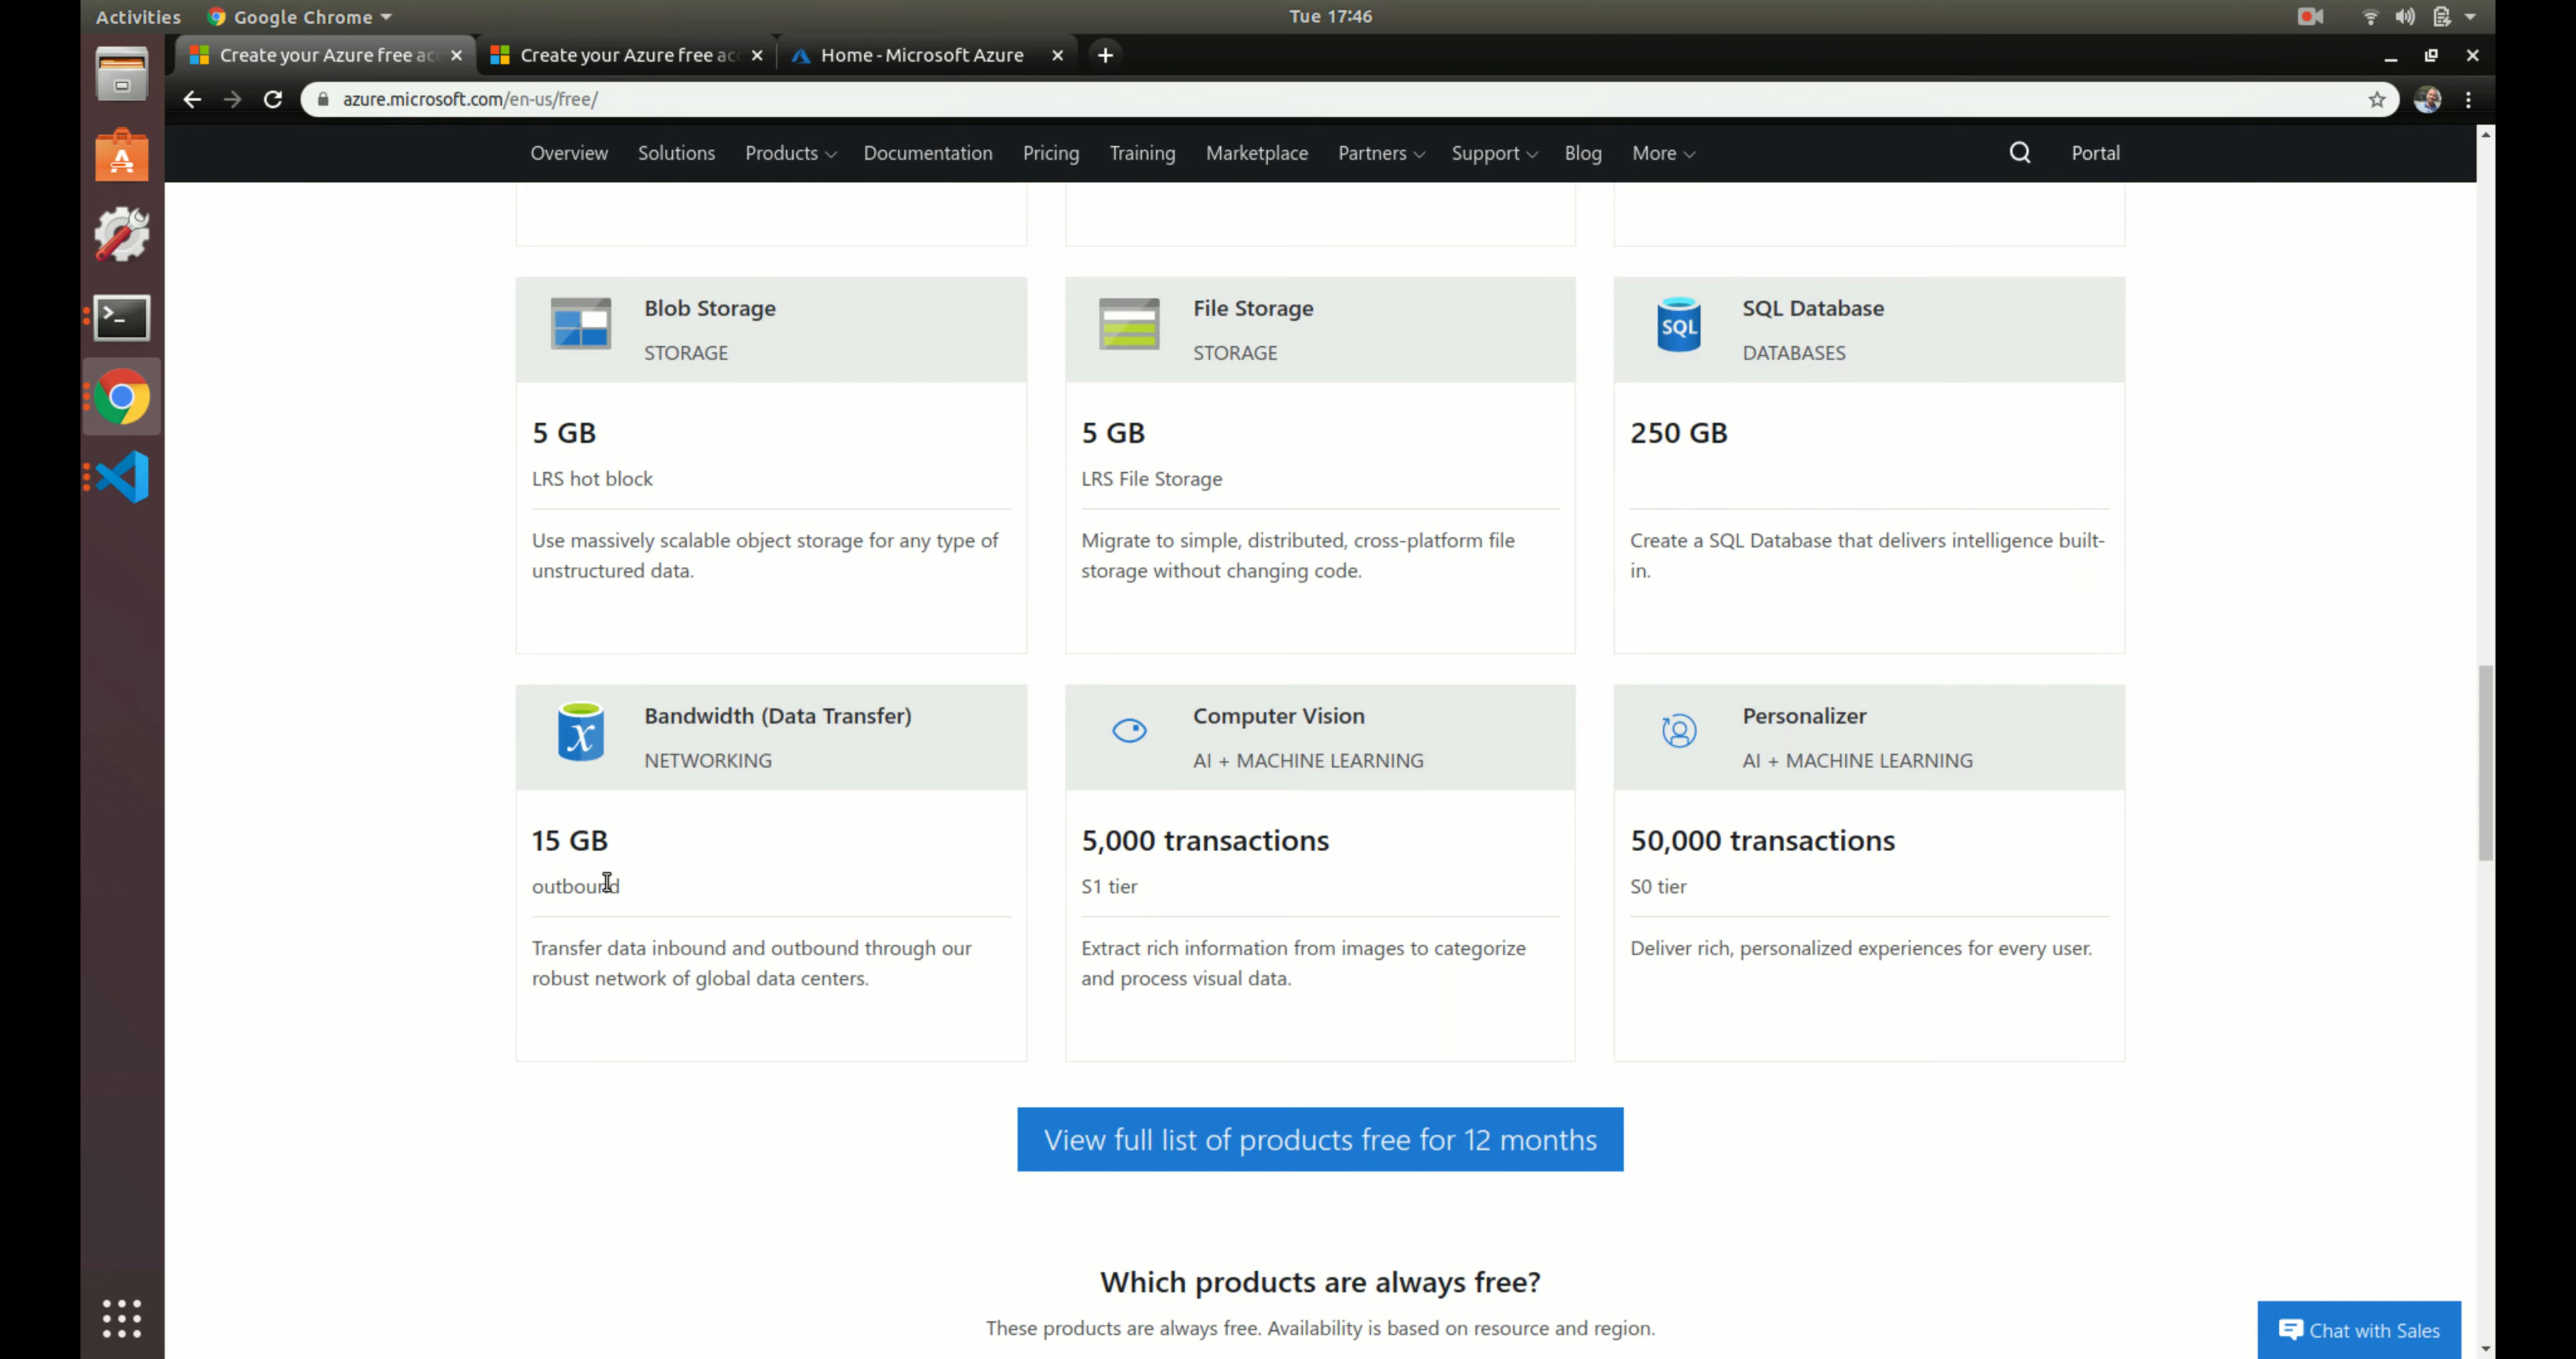 Activities
Google Chrome
Tue 17:46
Create your Azure free acc
Create your Azure free acc
Home - Microsoft Azure
azure.microsoft.com/en-us/free/
Overview
Solutions
Products
Documentation
Pricing
Training
Marketplace
Partners
Support
Blog
More
Portal
Blob Storage
STORAGE
5 GB
LRS hot block
Use massively scalable object storage for any type of
unstructured data.
File Storage
STORAGE
5 GB
LRS File Storage
Migrate to simple, distributed, cross-platform file
storage without changing code.
SQL
SQL Database
DATABASES
250 GB
Create a SQL Database that delivers intelligence built-
in.
x
Bandwidth (Data Transfer)
NETWORKING
15 GB
outbound
Transfer data inbound and outbound through our
robust network of global data centers.
Computer Vision
AI + MACHINE LEARNING
5,000 transactions
S1 tier
Extract rich information from images to categorize
and process visual data.
Personalizer
AI + MACHINE LEARNING
50,000 transactions
S0 tier
Deliver rich, personalized experiences for every user.
View full list of products free for 12 months
Which products are always free?
These products are always free. Availability is based on resource and region.
Chat with Sales